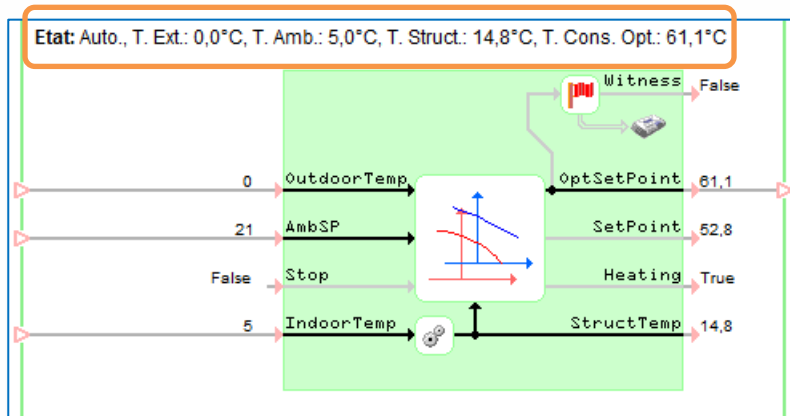 Etat: Auto., T. Ext.: 0,0°C, T. Amb.: 5,0°C, T. Struct.: 14,8°C, T. Cons. Opt.: 61,1°C
Witness False
0 OutdoorTemp OptSetPoint 61,1
21 AmbSP SetPoint 52,8
False Stop Heating True
5 IndoorTemp StructTemp 14,8